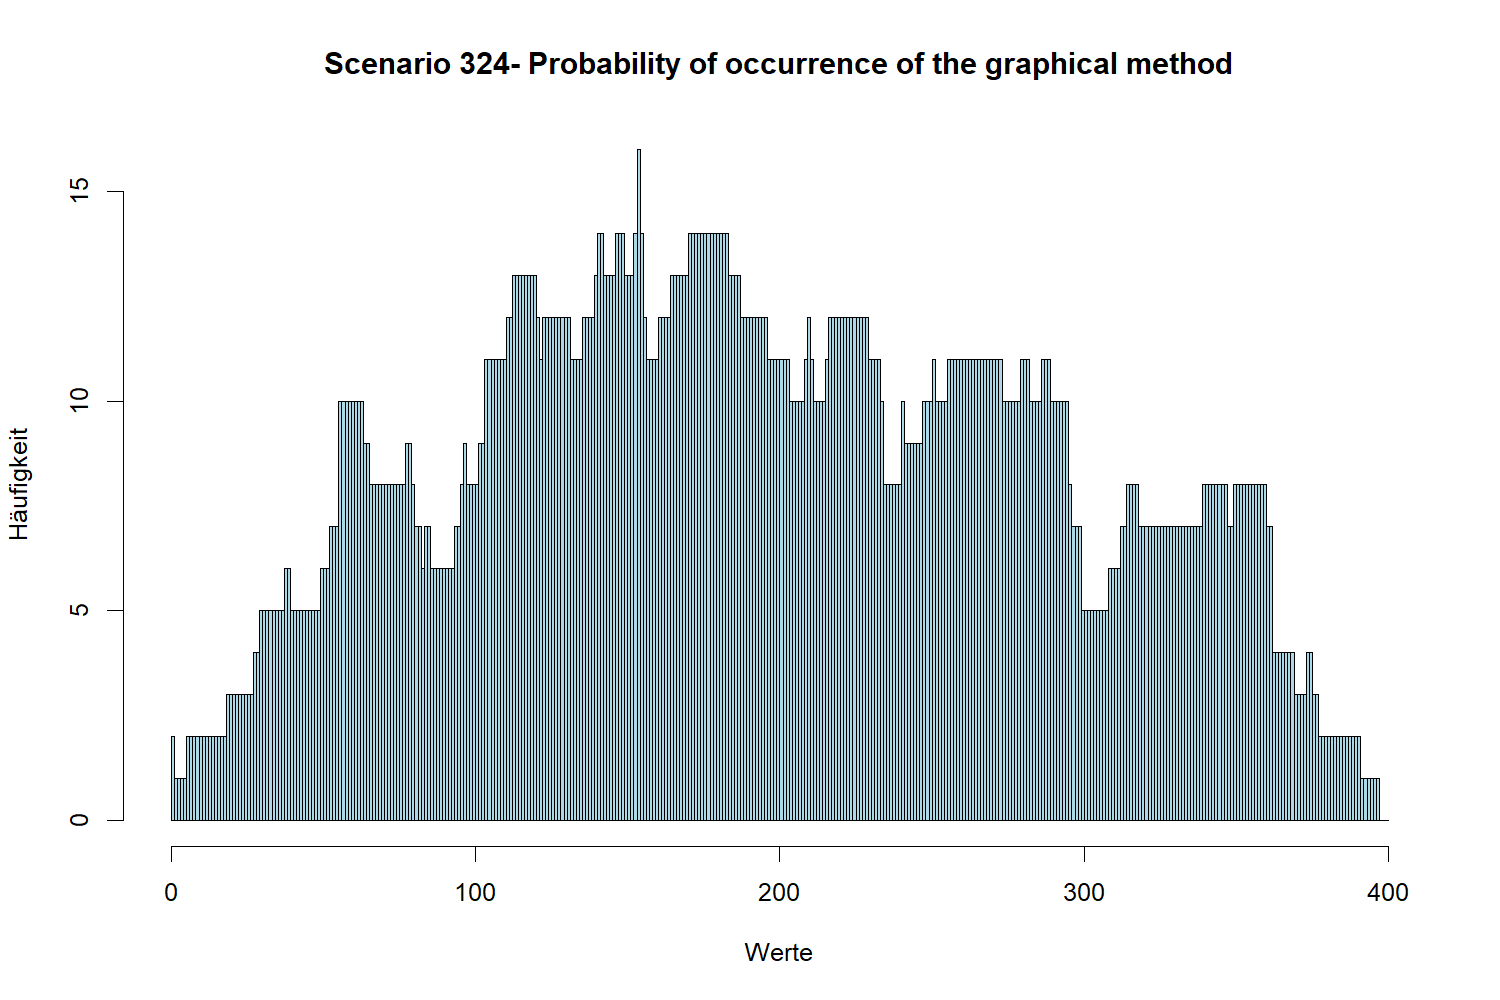 Scenario 324- Probability of occurrence of the graphical method
15
10
5
0
Häufigkeit
0 100 200 300 400
Werte